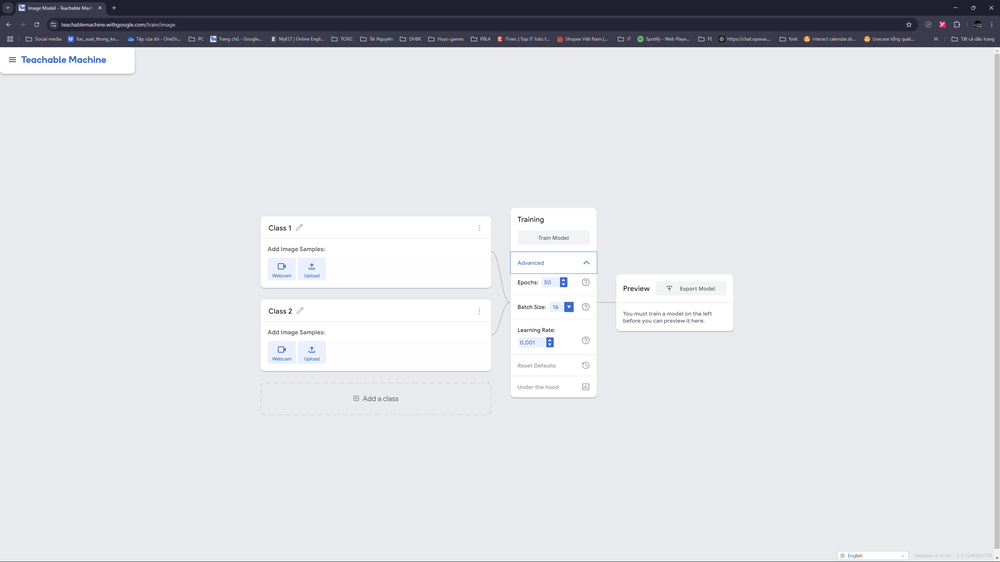 Image Model - Teachable Mach
teachablemachine.withgoogle.com/train/image
Social media
Xac_suat_thong_ke...
Tệp của tôi - OneDr...
PC
Trang chủ - Google...
MyELT | Online Engli...
TOIEC
Tài Nguyên
DHBK
Hoyo games
PBL4
ITviec | Top IT Jobs f...
Shopee Việt Nam |...
IT
Spotify - Web Playe...
FE
https://chat.openai....
font
interact calendar.dr...
Usecase tổng quát...
Tất cả dấu trang
Teachable Machine
Class 1
Add Image Samples:
Webcam
Upload
Class 2
Add Image Samples:
Webcam
Upload
Add a class
Training
Train Model
Advanced
Epochs: 50
Batch Size: 16
Learning Rate:
0,001
Reset Defaults
Under the hood
Preview
Export Model
You must train a model on the left
before you can preview it here.
English
release-2-4-10 - 2.4.10#40c178